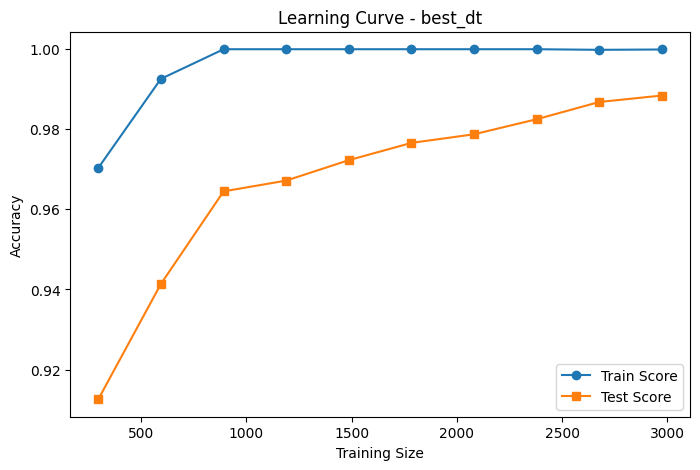 Learning Curve - best_dt
1.00
0.98
0.96
0.94
0.92
Accuracy
500
1000
1500
2000
2500
3000
Training Size
Train Score
Test Score